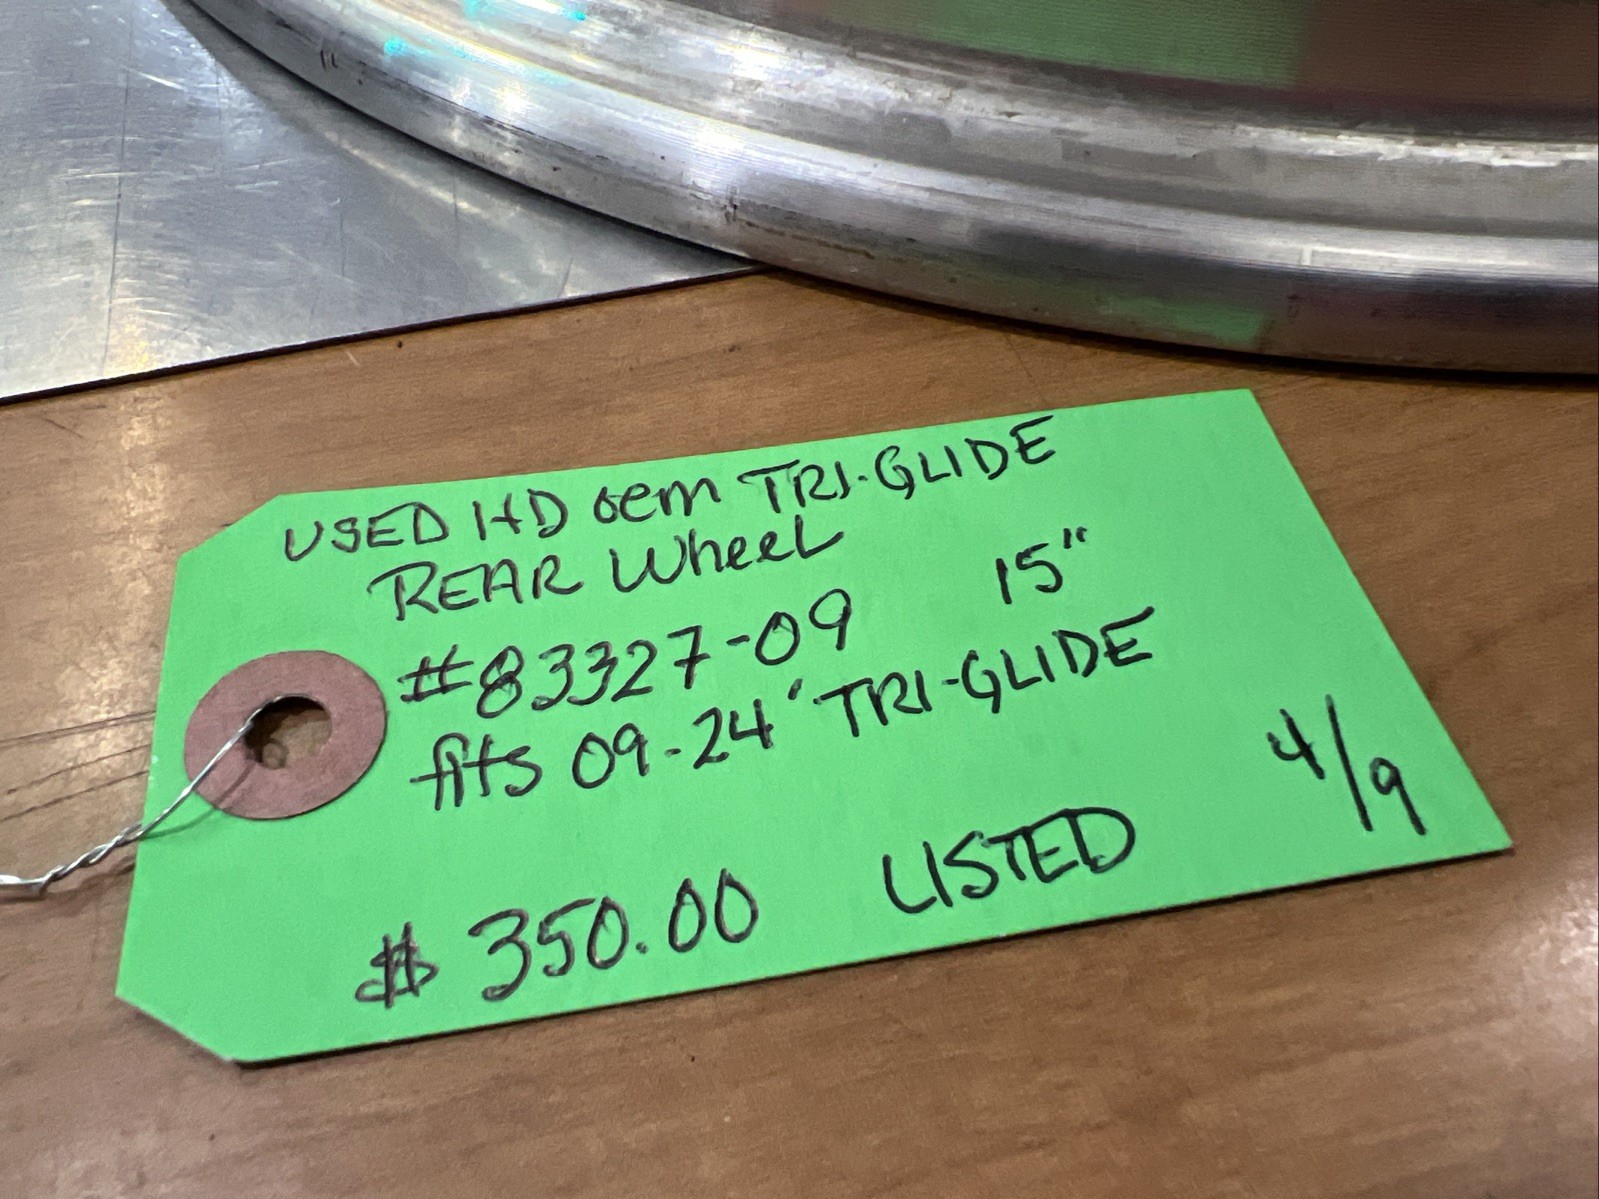 USED HD oem TRI-GLIDE
REAR Wheel
15"
#83327-09
fits 09-24' TRI-GLIDE
4/9
$350.00 LISTED